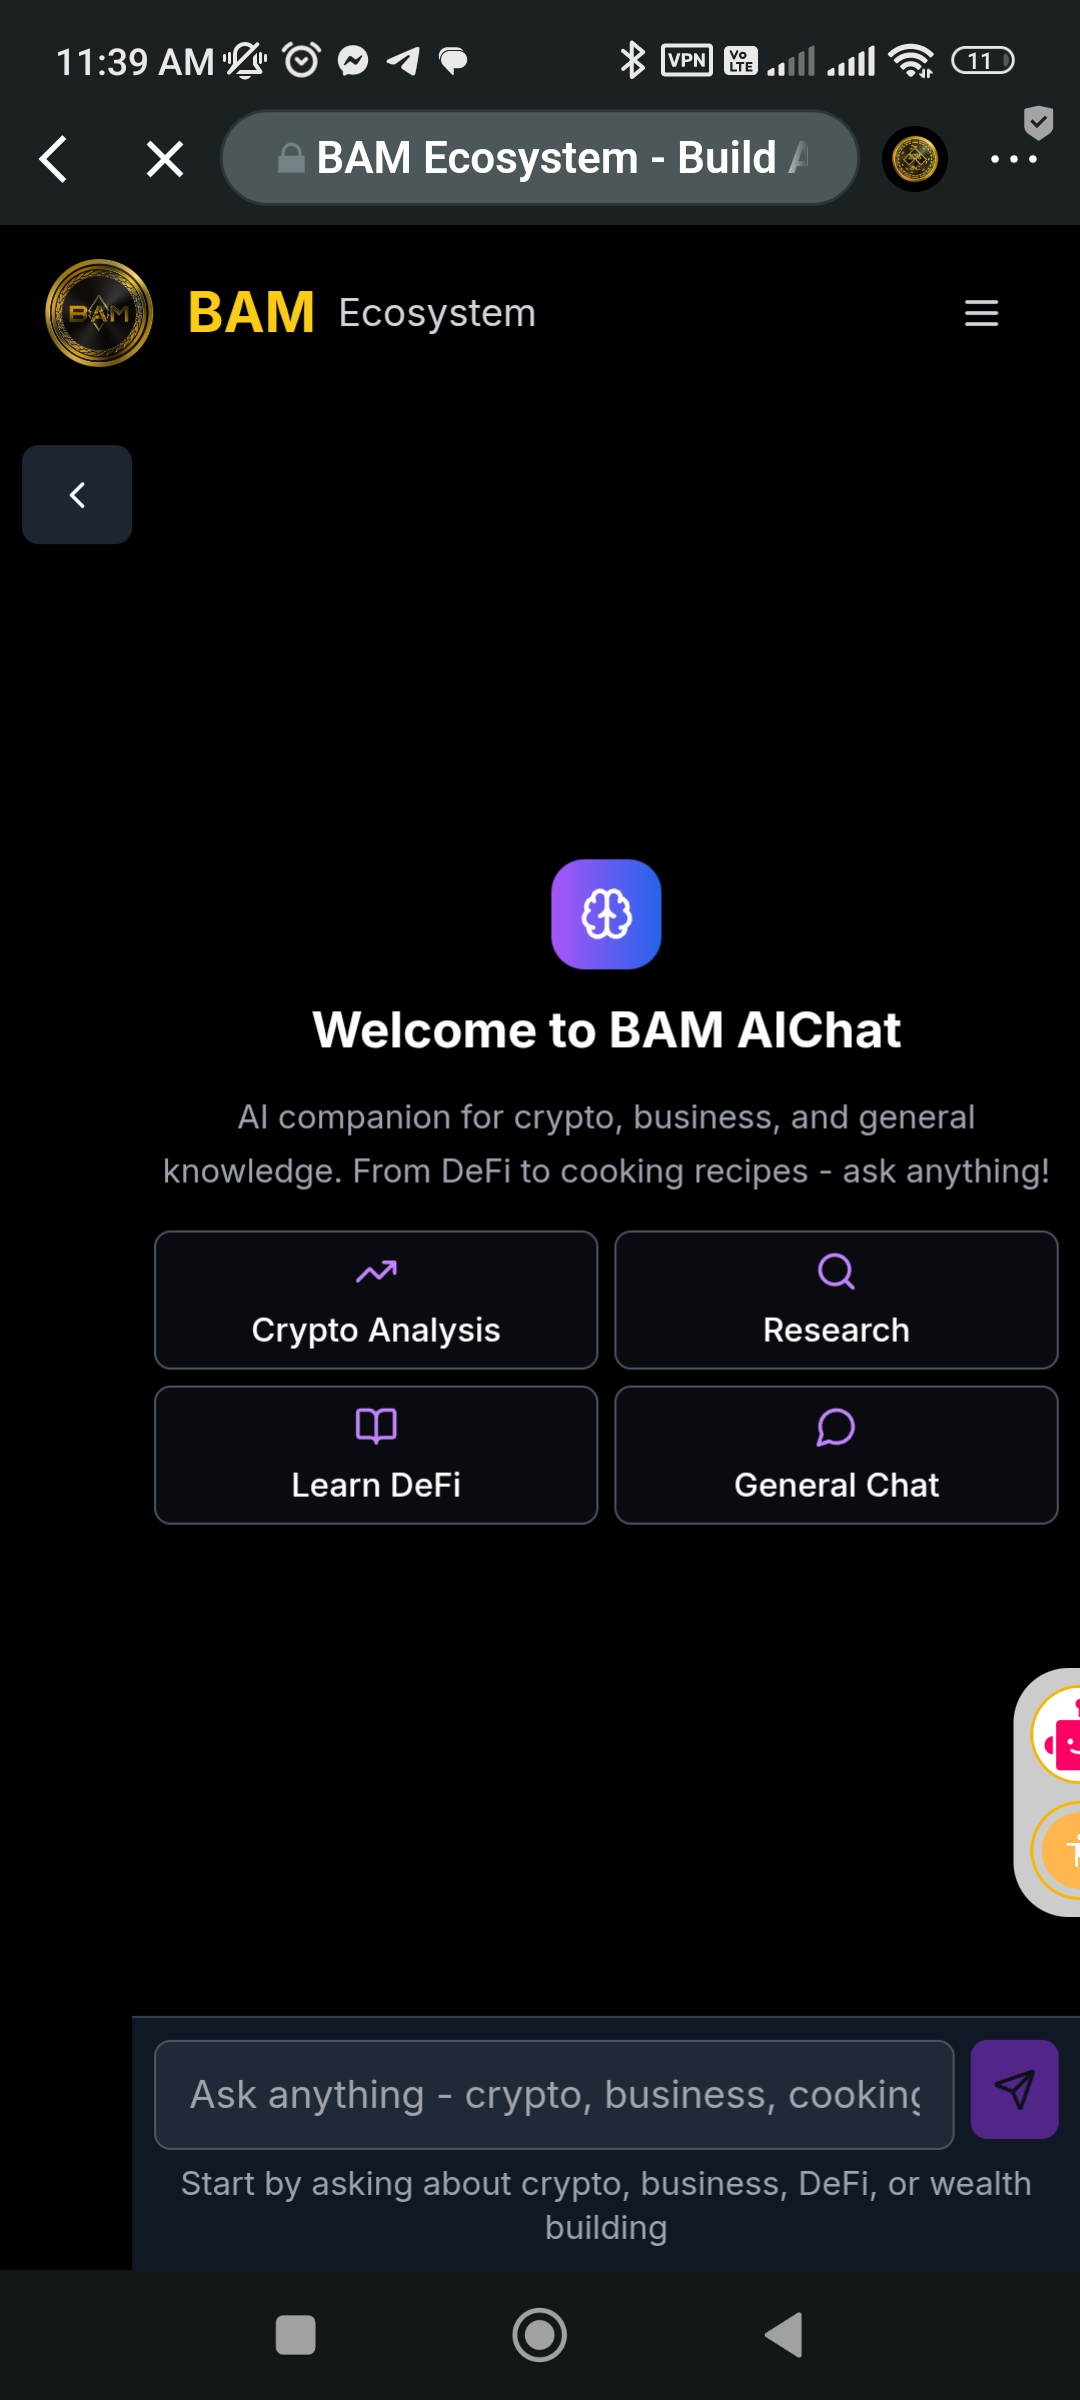 11:39 AM
VPN
Vo LTE
11
BAM Ecosystem - Build A
BAM
BAM Ecosystem
Welcome to BAM AIChat
AI companion for crypto, business, and general
knowledge. From DeFi to cooking recipes - ask anything!
Crypto Analysis
Research
Learn DeFi
General Chat
Ask anything - crypto, business, cooking
Start by asking about crypto, business, DeFi, or wealth
building